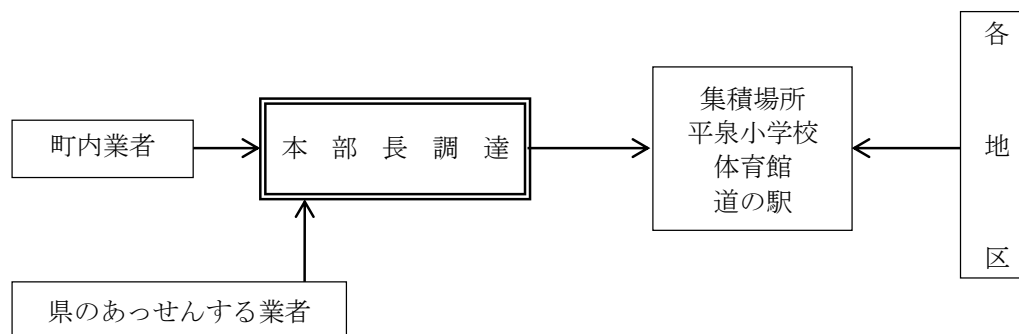 町内業者
本部長調達
県のあっせんする業者
集積場所
平泉小学校
体育館
道の駅
各地区